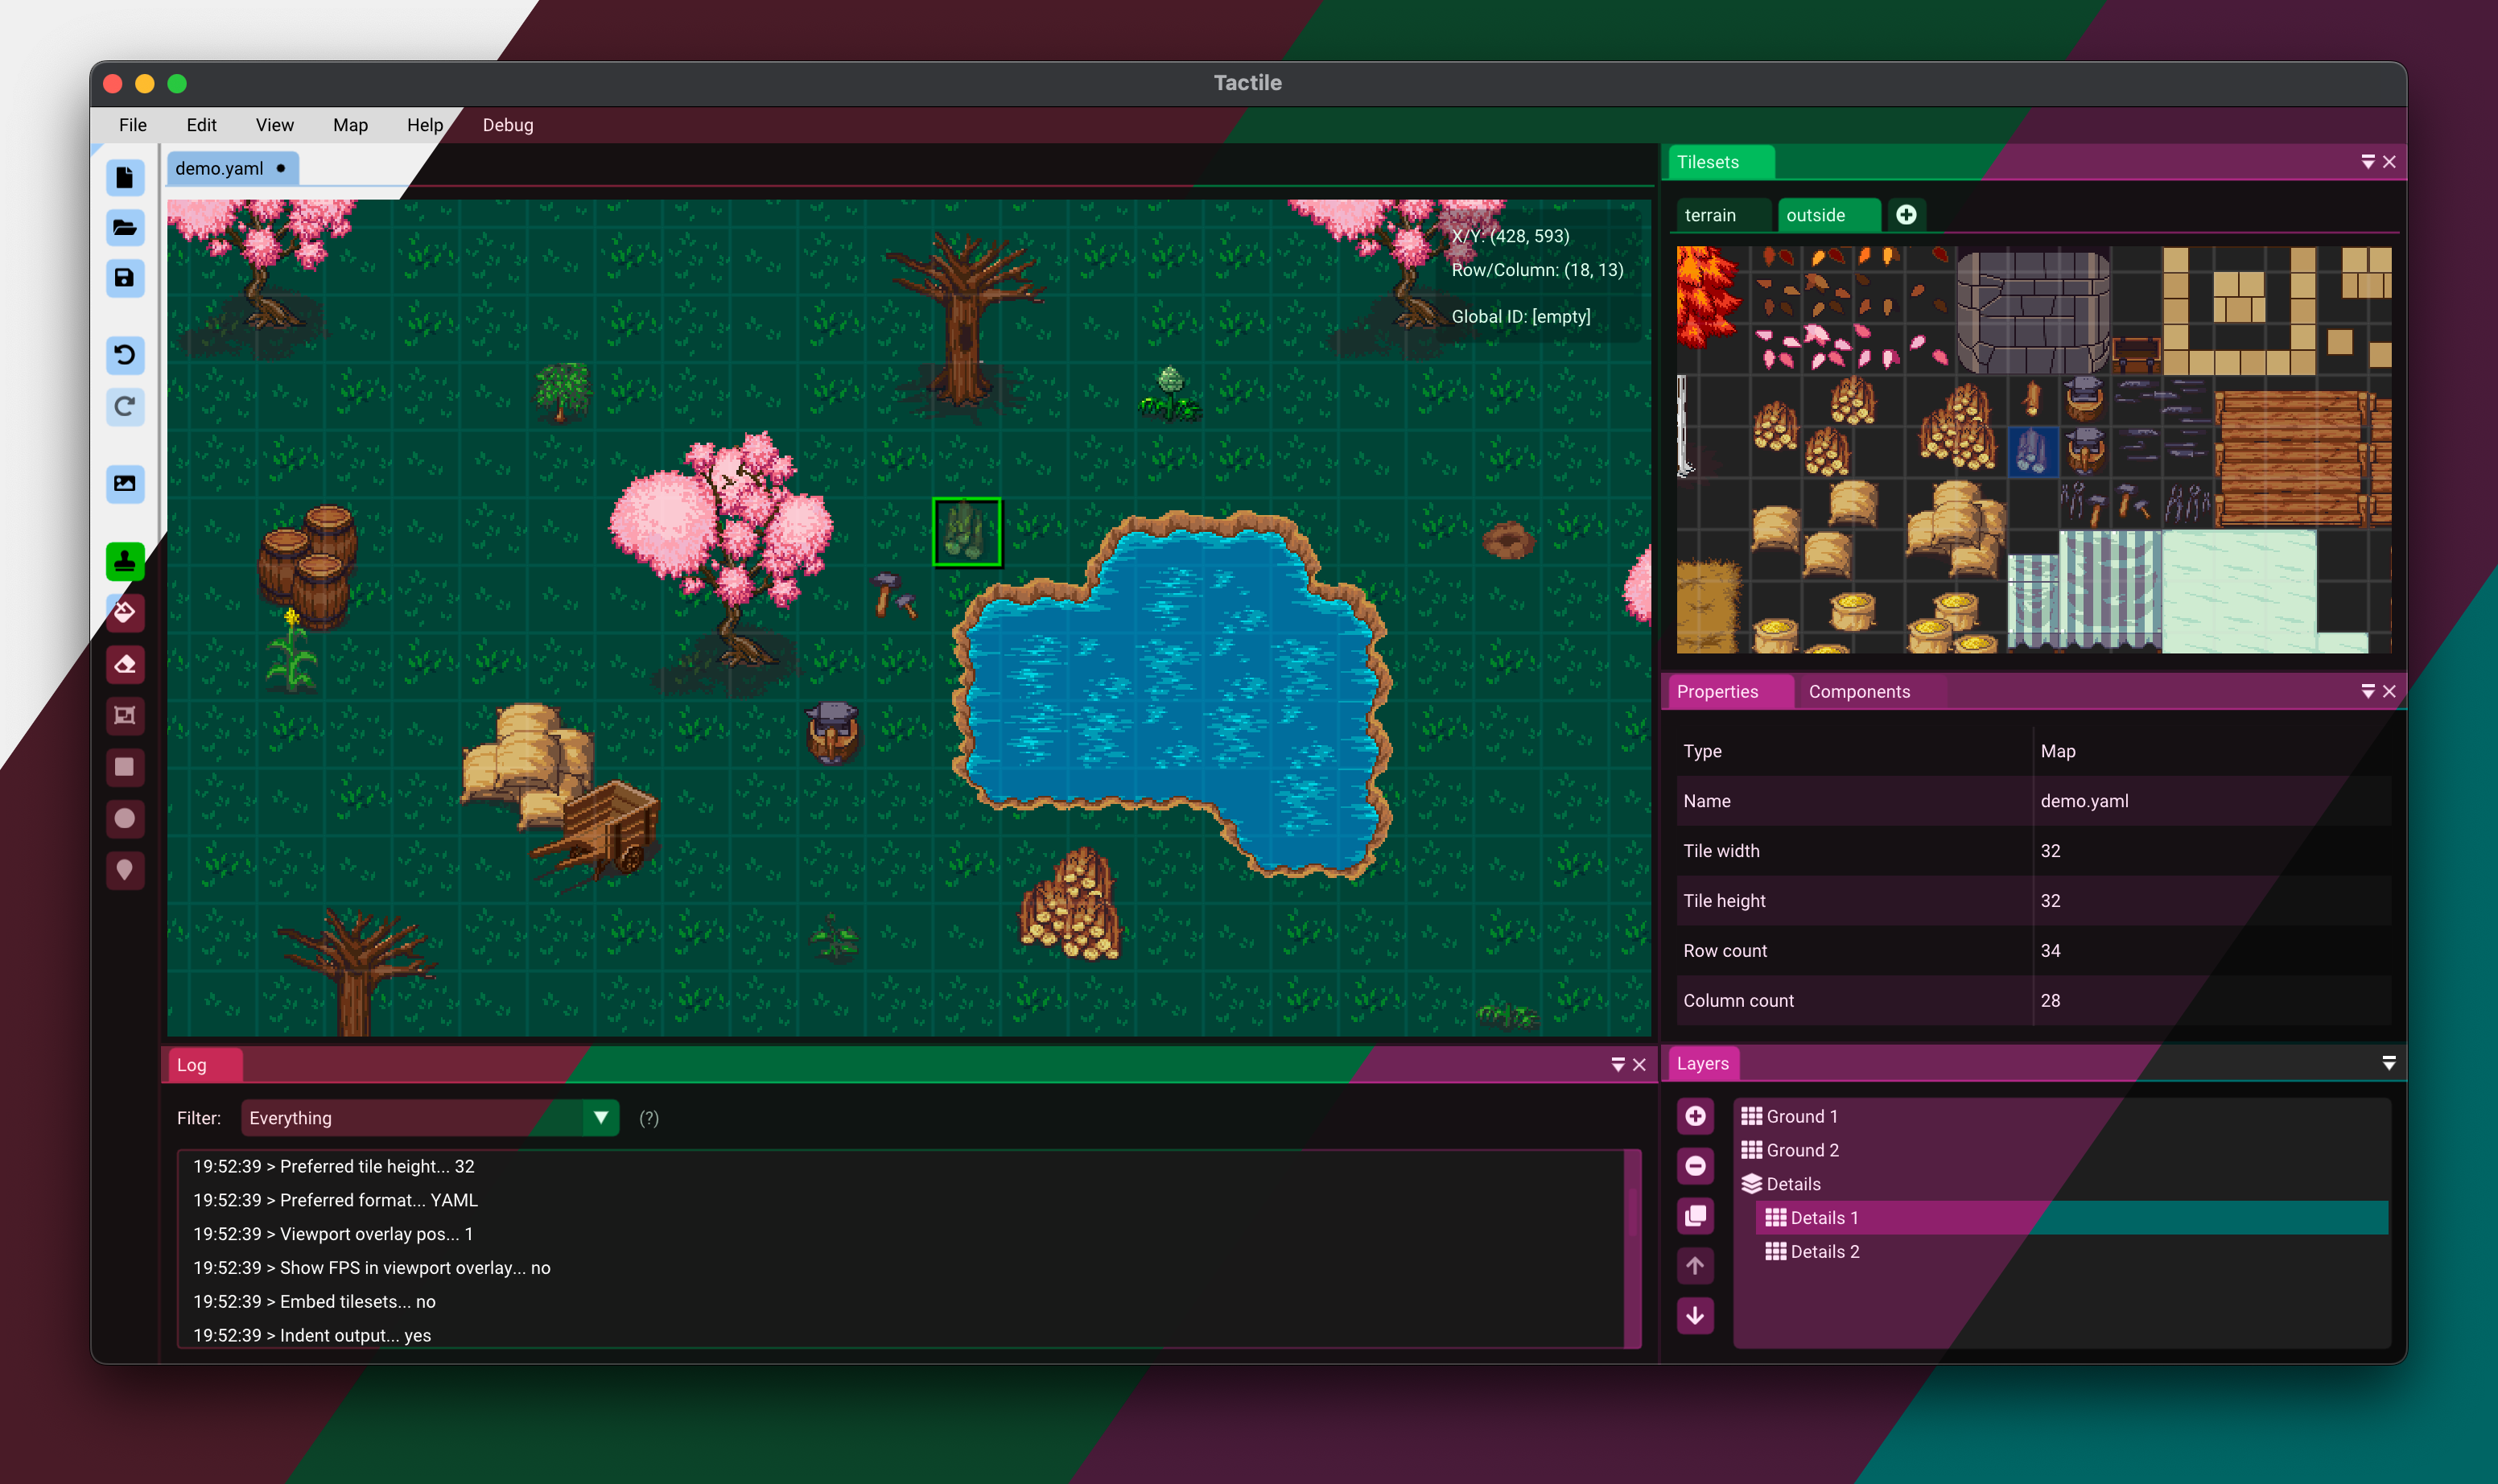 Tactile
File Edit View Map Help Debug
demo.yaml
X/Y: (428, 593)
Row/Column: (18, 13)
Global ID: [empty]
Tilesets
terrain outside
Properties Components
Type Map
Name demo.yaml
Tile width 32
Tile height 32
Row count 34
Column count 28
Log
Filter: Everything (?)
19:52:39 > Preferred tile height... 32
19:52:39 > Preferred format... YAML
19:52:39 > Viewport overlay pos... 1
19:52:39 > Show FPS in viewport overlay... no
19:52:39 > Embed tilesets... no
19:52:39 > Indent output... yes
Layers
Ground 1
Ground 2
Details
Details 1
Details 2